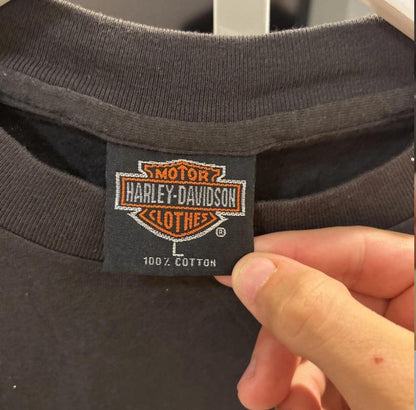 MOTOR
HARLEY-DAVIDSON
CLOTHES
®
L
100% COTTON